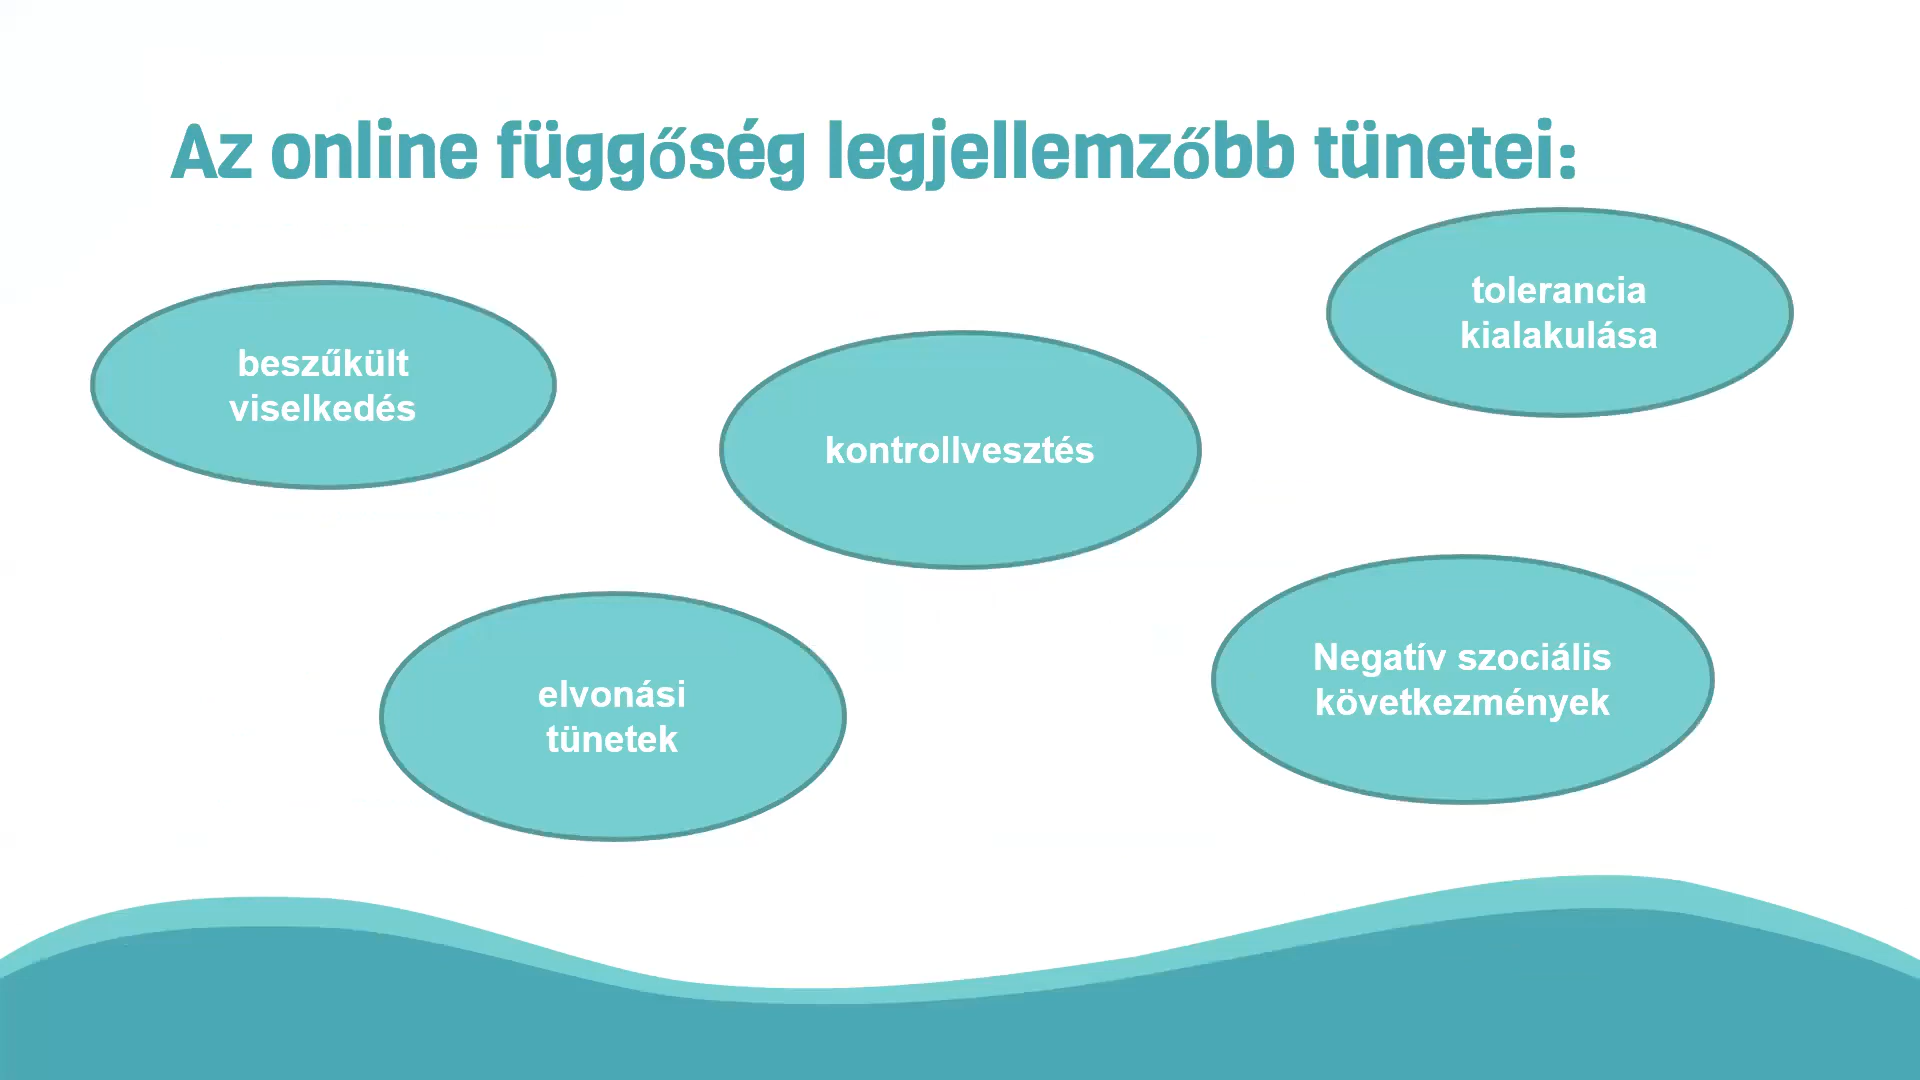 Az online függőség legjellemzőbb tünetei:
beszűkült
viselkedés
kontrollvesztés
tolerancia
kialakulása
elvonási
tünetek
Negatív szociális
következmények